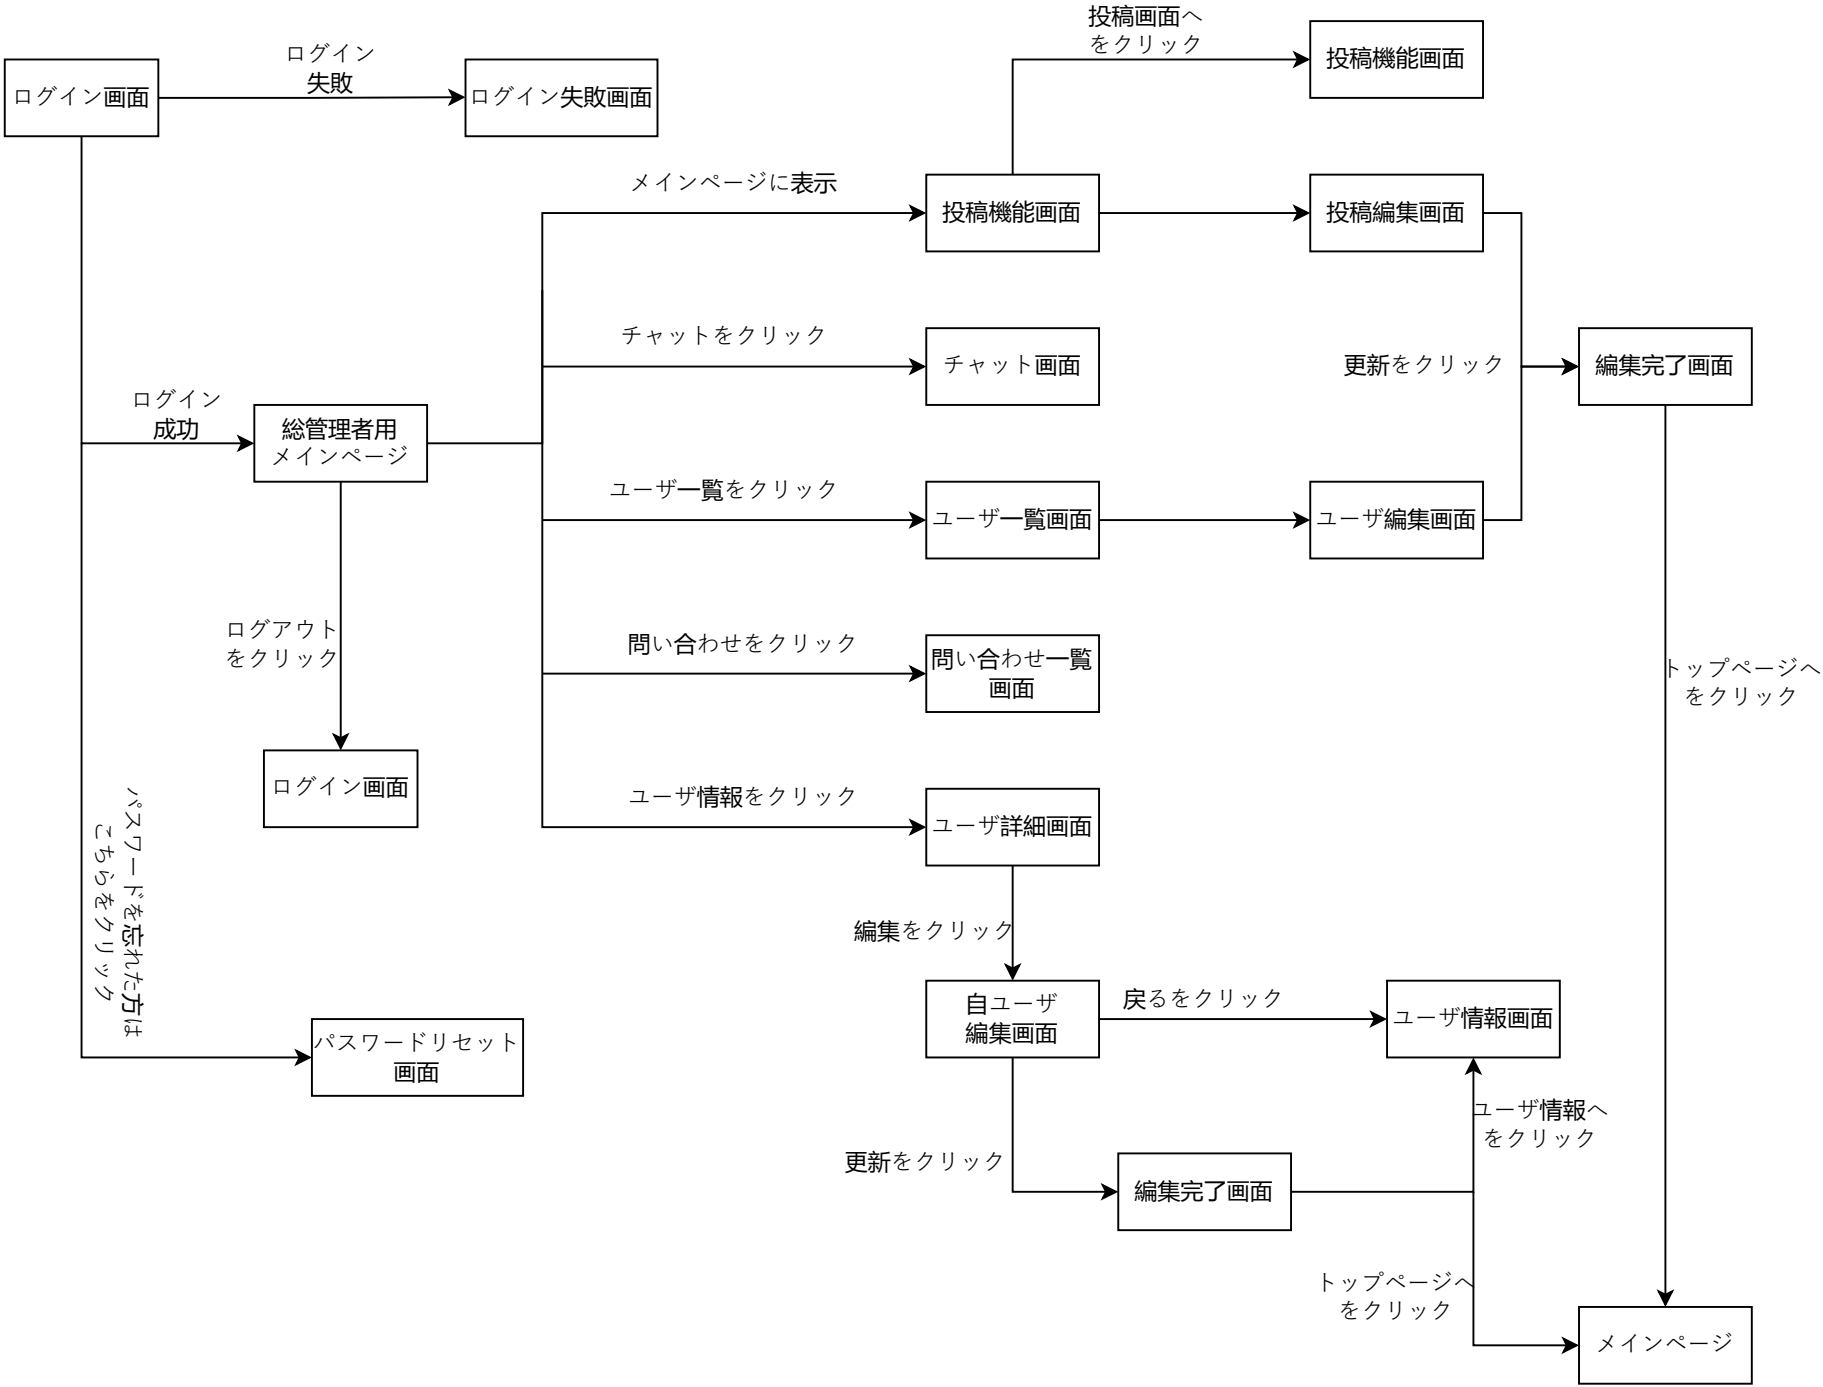 投稿画面へ
をクリック
投稿機能画面
ログイン
失敗
ログイン画面
ログイン失敗画面
メインページに表示
投稿機能画面
投稿編集画面
チャットをクリック
チャット画面
更新をクリック
編集完了画面
ログイン
成功
総管理者用
メインページ
ユーザ一覧をクリック
ユーザ一覧画面
ユーザ編集画面
ログアウト
をクリック
問い合わせをクリック
問い合わせ一覧
画面
トップページへ
をクリック
ログイン画面
ユーザ情報をクリック
ユーザ詳細画面
パスワードを忘れた方は
こちらをクリック
編集をクリック
自ユーザ
編集画面
戻るをクリック
ユーザ情報画面
パスワードリセット
画面
ユーザ情報へ
をクリック
更新をクリック
編集完了画面
トップページへ
をクリック
メインページ